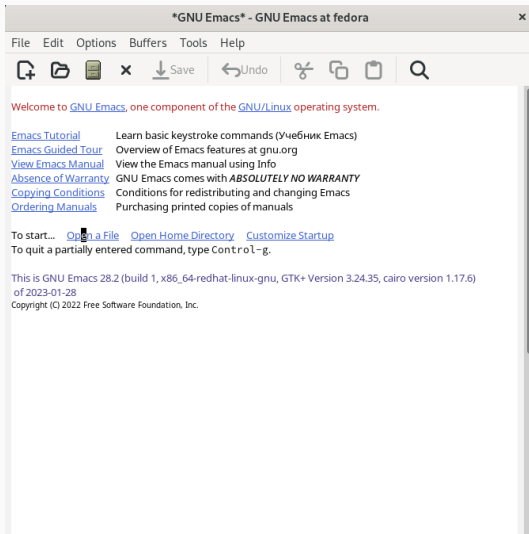 *GNU Emacs* - GNU Emacs at fedora
File Edit Options Buffers Tools Help
Save Undo
Welcome to GNU Emacs, one component of the GNU/Linux operating system.
Emacs Tutorial Learn basic keystroke commands (Учебник Emacs)
Emacs Guided Tour Overview of Emacs features at gnu.org
View Emacs Manual View the Emacs manual using Info
Absence of Warranty GNU Emacs comes with ABSOLUTELY NO WARRANTY
Copying Conditions Conditions for redistributing and changing Emacs
Ordering Manuals Purchasing printed copies of manuals
To start... Open a File Open Home Directory Customize Startup
To quit a partially entered command, type Control-g.
This is GNU Emacs 28.2 (build 1, x86_64-redhat-linux-gnu, GTK+ Version 3.24.35, cairo version 1.17.6)
of 2023-01-28
Copyright (C) 2022 Free Software Foundation, Inc.